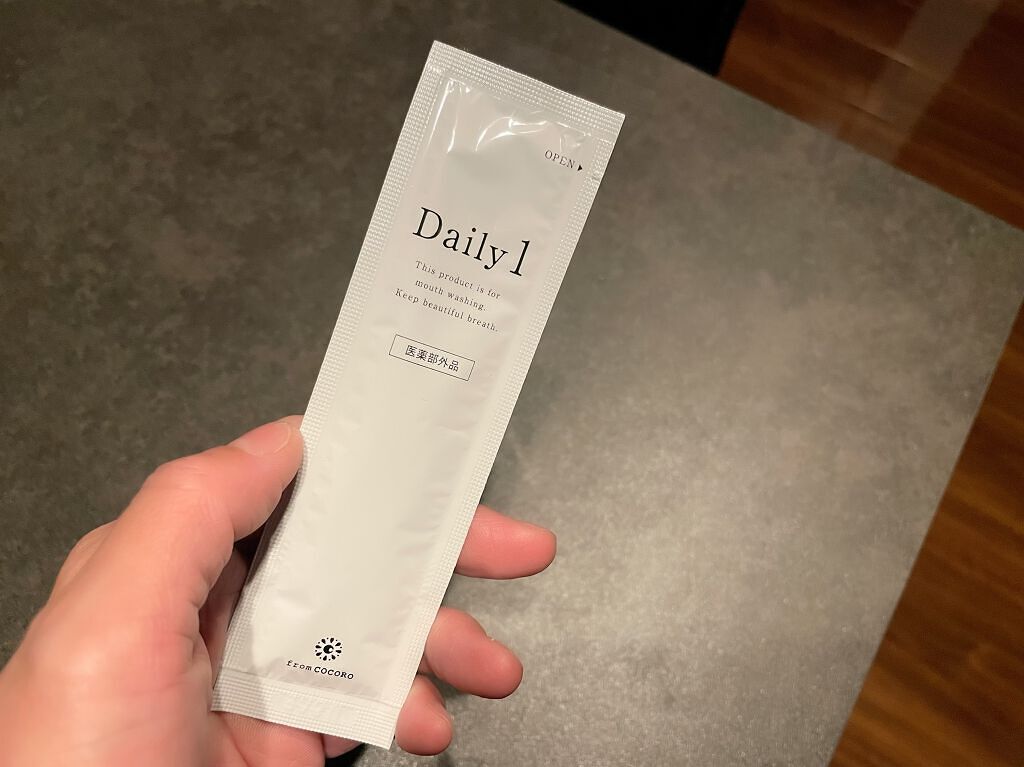 OPEN▶
Daily 1
This product is for
mouth washing.
Keep beautiful breath.
医薬部外品
from COCORO